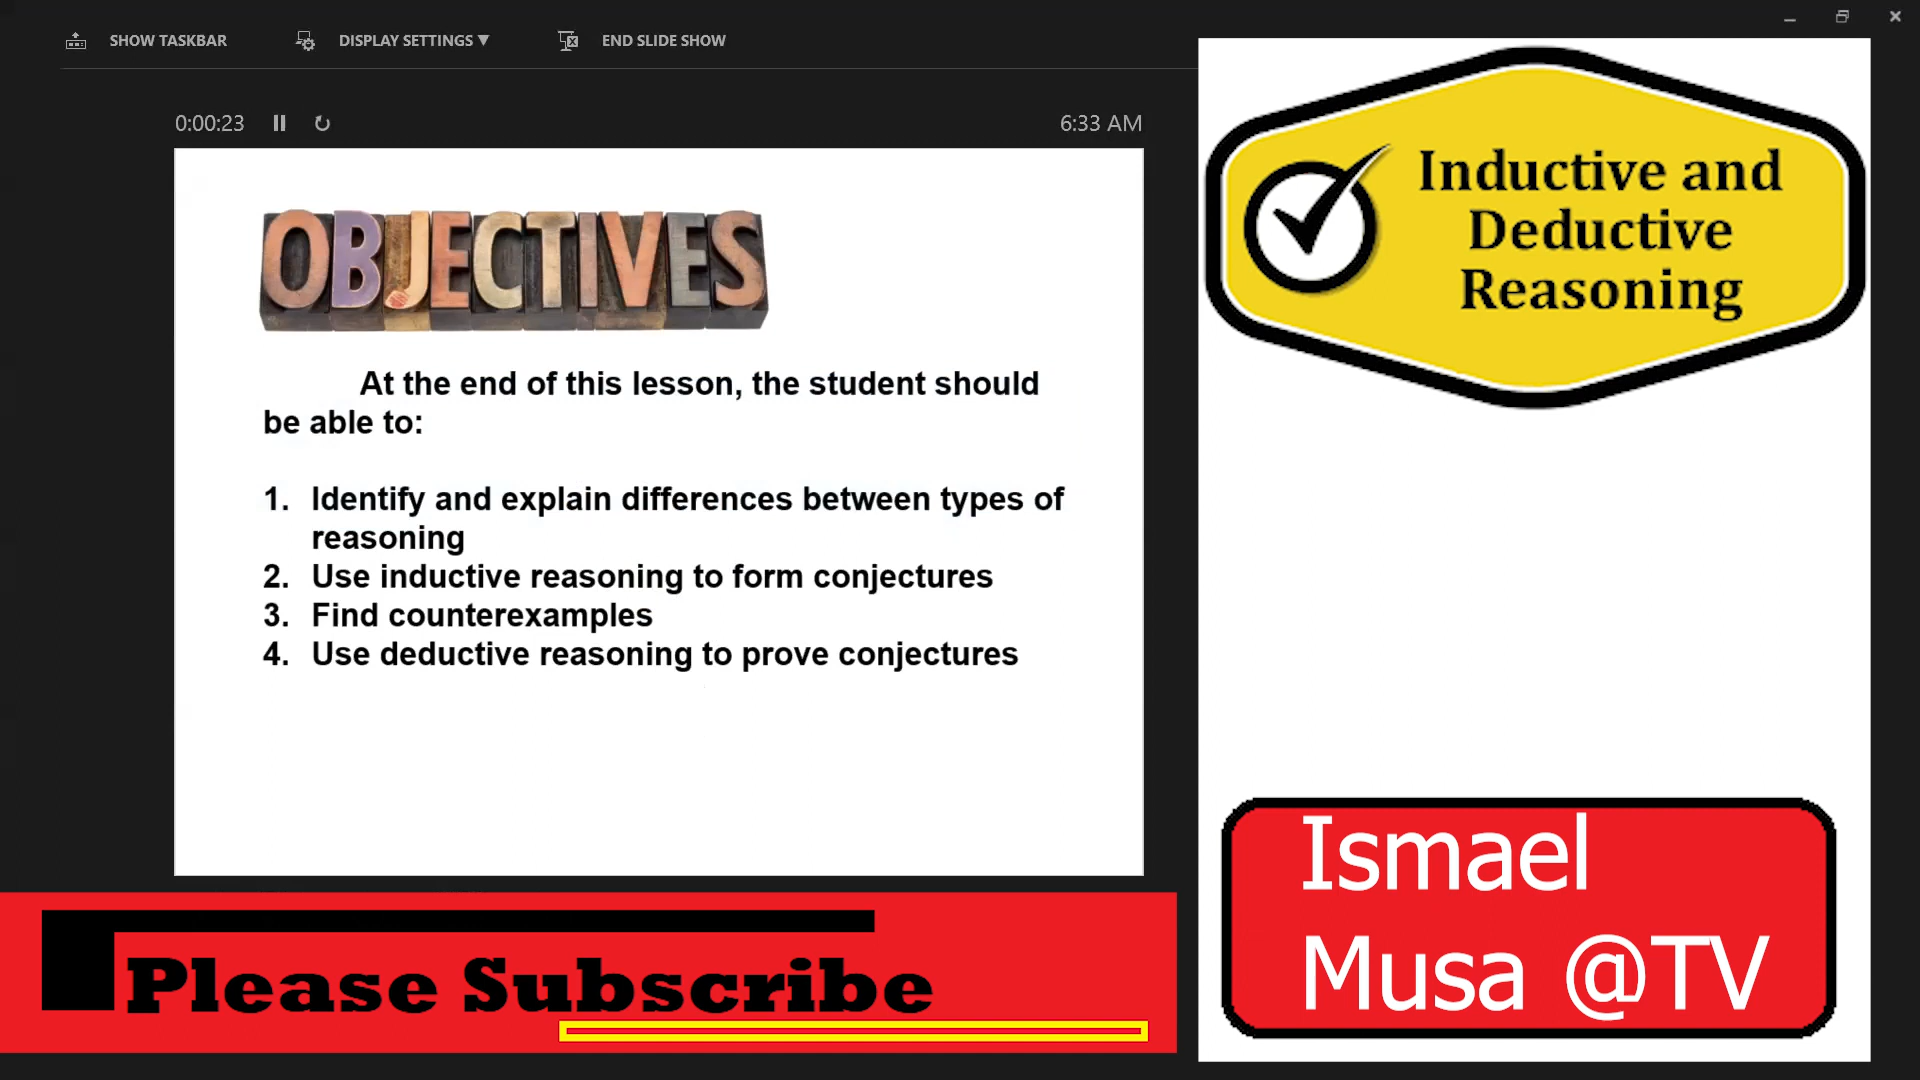 SHOW TASKBAR
DISPLAY SETTINGS ▼
END SLIDE SHOW
0:00:23
6:33 AM
OBJECTIVES
At the end of this lesson, the student should
be able to:
1. Identify and explain differences between types of
reasoning
2. Use inductive reasoning to form conjectures
3. Find counterexamples
4. Use deductive reasoning to prove conjectures
Inductive and
Deductive
Reasoning
Ismael
Musa @TV
Please Subscribe